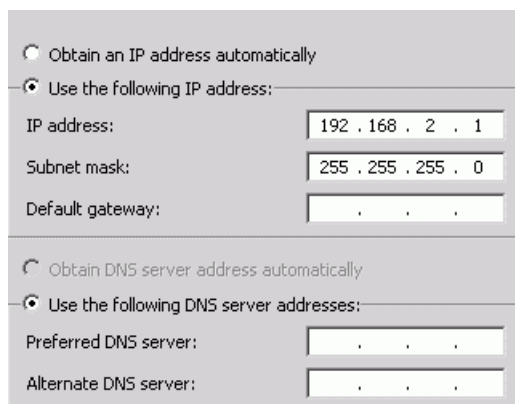 Obtain an IP address automatically
Use the following IP address:
IP address: 192 . 168 . 2 . 1
Subnet mask: 255 . 255 . 255 . 0
Default gateway: . . .
Obtain DNS server address automatically
Use the following DNS server addresses:
Preferred DNS server: . . .
Alternate DNS server: . . .